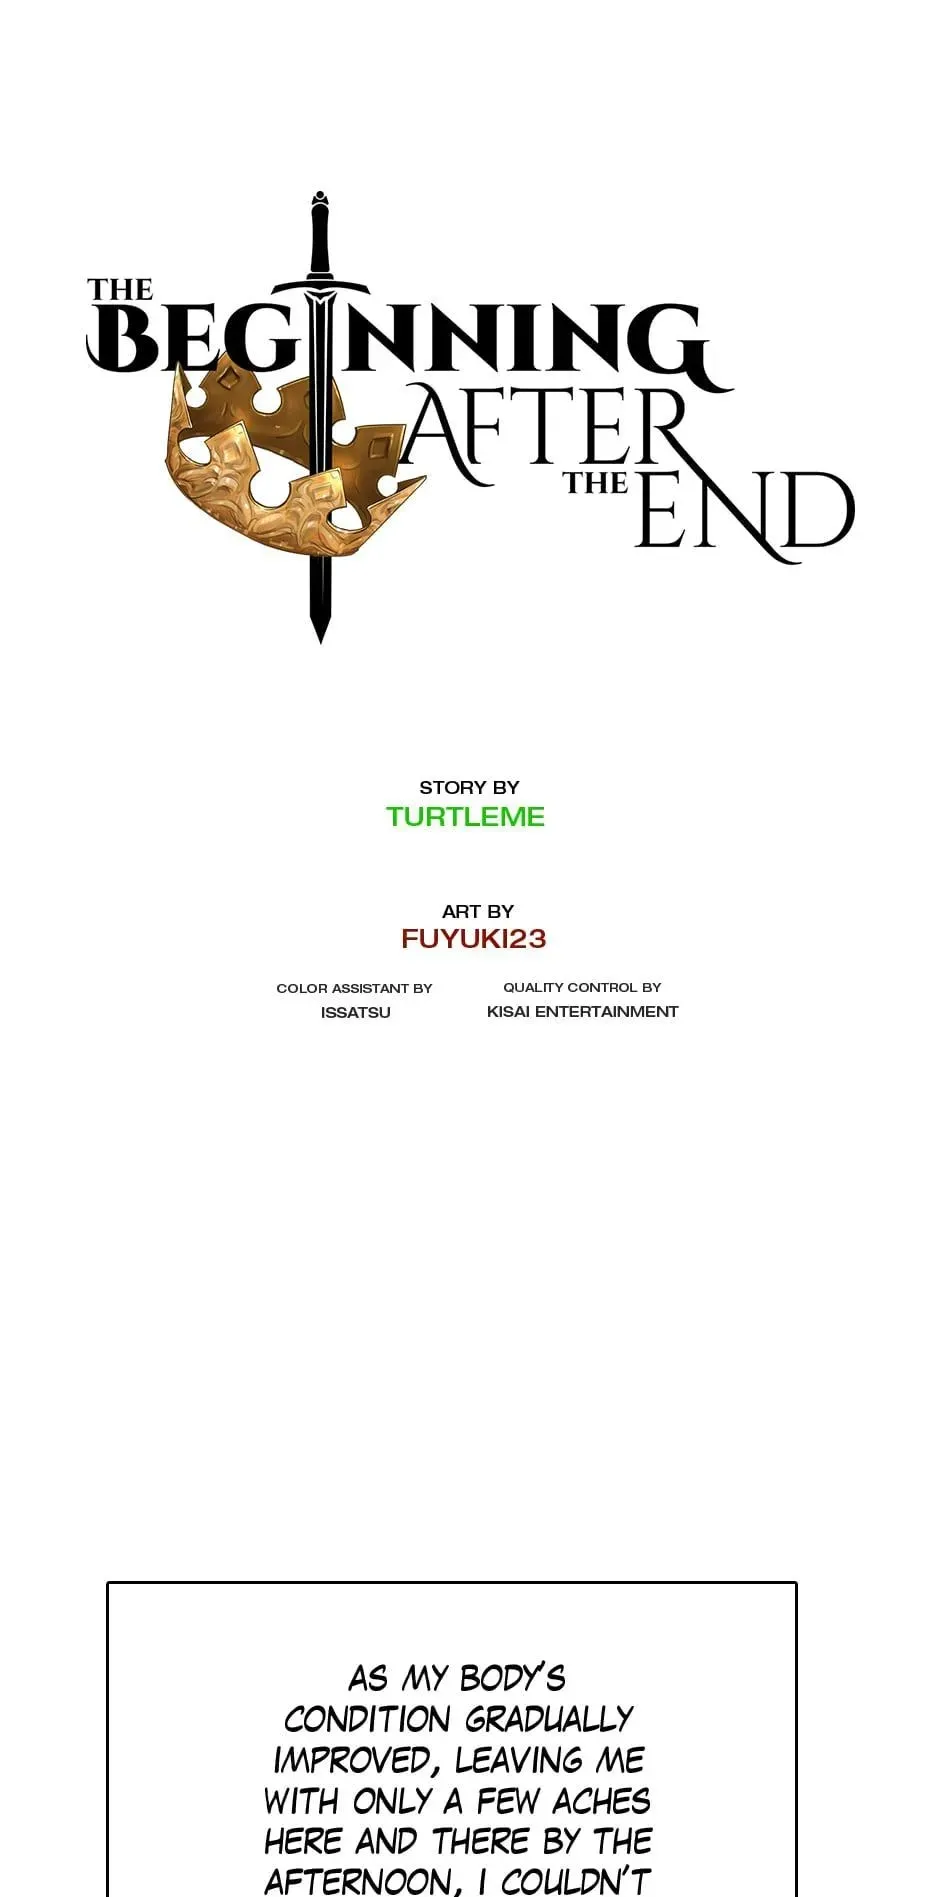 THE
BEGINNING
AFTER
THE END
STORY BY
TURTLEME
ART BY
FUYUKI23
COLOR ASSISTANT BY
ISSATSU
QUALITY CONTROL BY
KISAI ENTERTAINMENT
AS MY BODY'S
CONDITION GRADUALLY
IMPROVED, LEAVING ME
WITH ONLY A FEW ACHES
HERE AND THERE BY THE
AFTERNOON, I COULDN'T